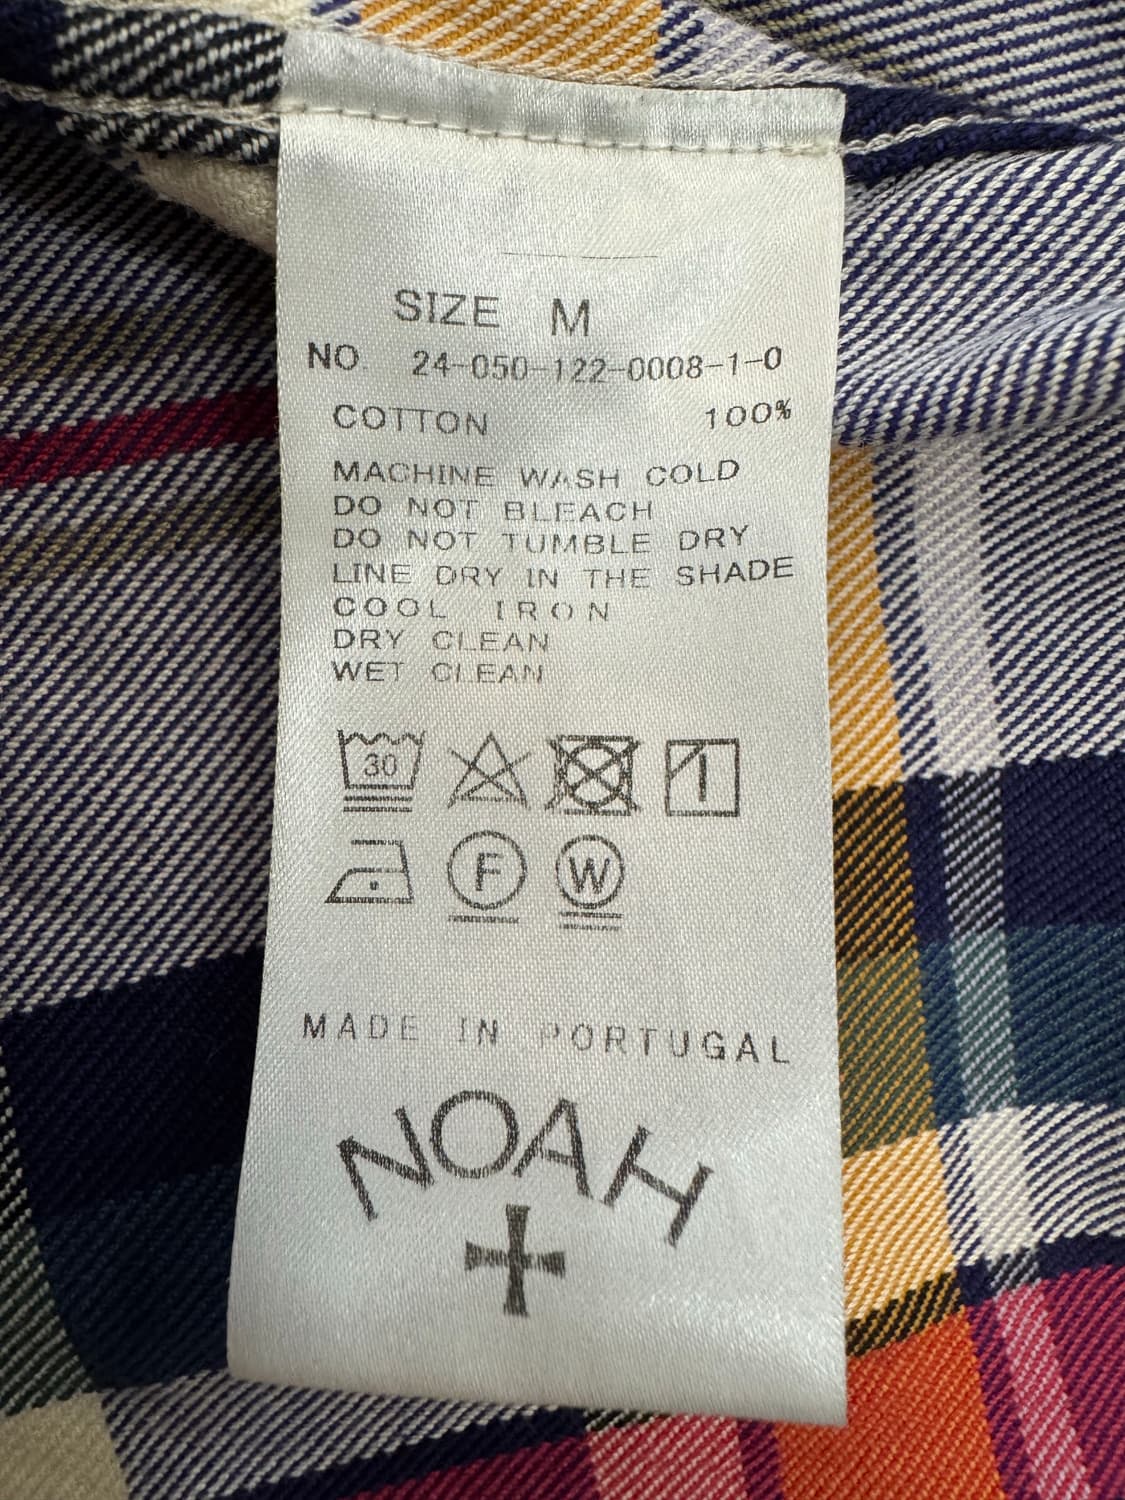 SIZE M
NO. 24-050-122-0008-1-0
COTTON 100%
MACHINE WASH COLD
DO NOT BLEACH
DO NOT TUMBLE DRY
LINE DRY IN THE SHADE
COOL IRON
DRY CLEAN
WET CLEAN
30
F W
MADE IN PORTUGAL
NOAH